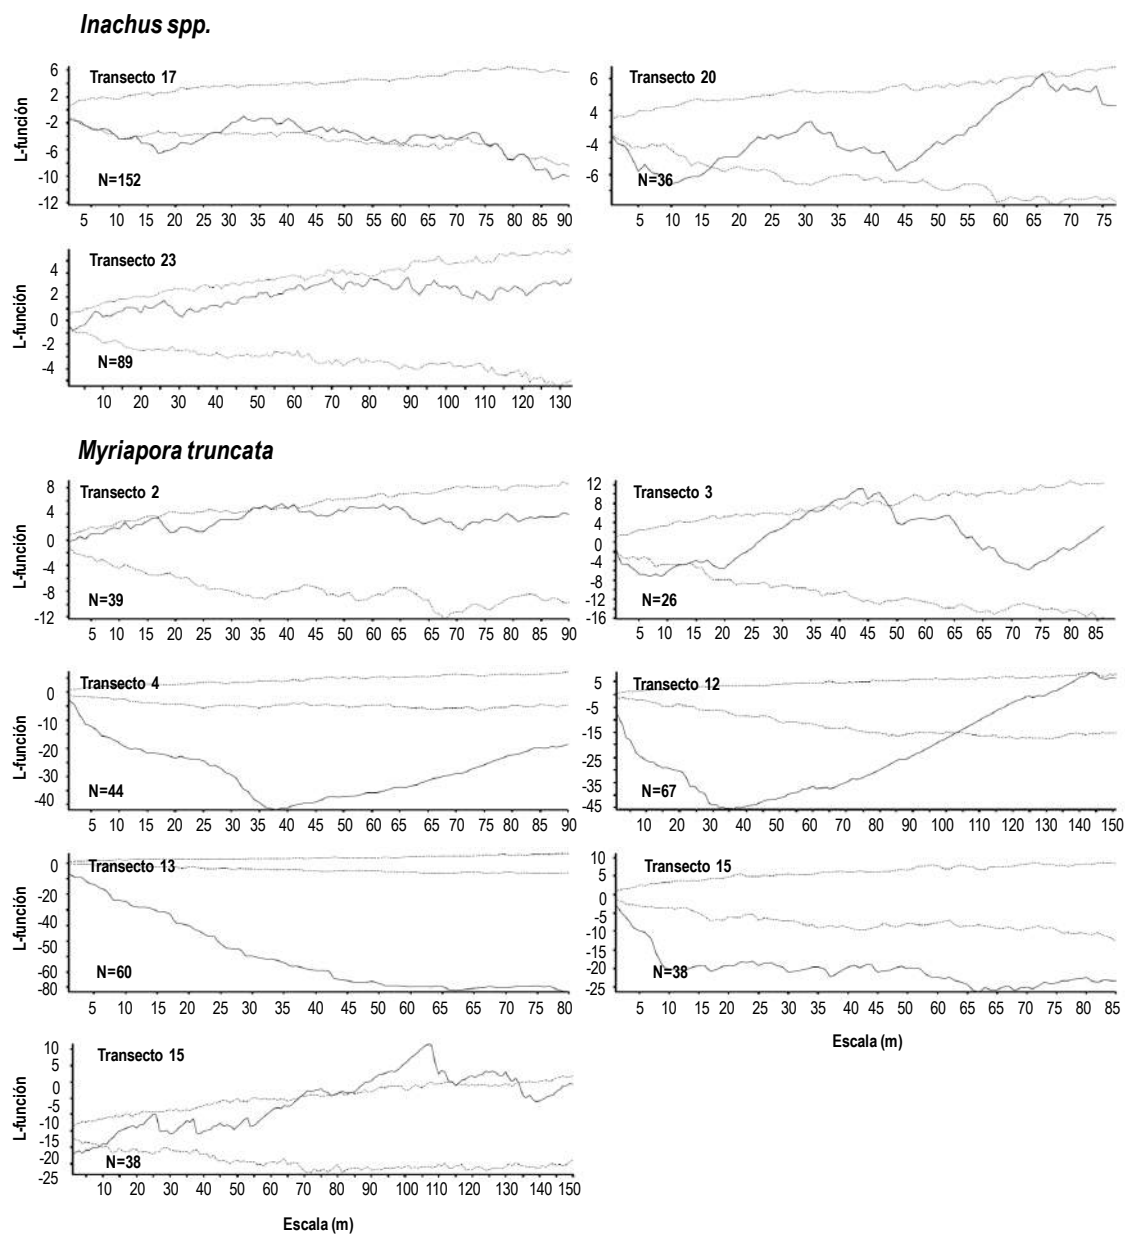 Inachus spp.
L-función
6
2
-2
-6
-10
-12
Transecto 17
N=152
5 10 15 20 25 30 32 40 45 50 55 60 65 70 75 80 85 90
6
4
-4
-6
Transecto 20
N=36
5 10 15 20 25 30 35 40 45 50 55 60 65 70 75
L-función
4
2
0
-2
-4
Transecto 23
N=89
10 20 30 40 50 60 70 80 90 100 110 120 130
Myriapora truncata
L-función
8
4
0
-4
-8
-12
Transecto 2
N=39
5 10 15 20 25 30 35 40 45 50 60 65 65 70 75 80 85 90
12
8
4
0
-4
-8
-12
-16
Transecto 3
N=26
5 10 15 20 25 30 35 40 45 50 55 60 65 70 72 75 85
L-función
0
-10
-20
-30
-40
Transecto 4
N=44
5 10 15 20 25 30 35 40 45 50 60 65 65 70 75 80 85 90
5
-5
-15
-25
-35
-45
Transecto 12
N=67
10 20 30 40 50 60 70 80 90 100 110 120 130 140 150
L-función
0
-20
-40
-50
-60
-80
Transecto 13
N=60
5 10 15 20 25 30 35 40 45 50 55 60 65 70 75 80
10
5
0
-5
-10
-15
-20
-25
Transecto 15
N=38
5 10 15 20 25 30 35 40 45 50 60 65 70 75 80 85
Escala (m)
L-función
10
5
0
-5
-10
-15
-20
-25
Transecto 15
N=38
10 20 30 40 50 60 70 80 90 100 110 120 130 140 150
Escala (m)